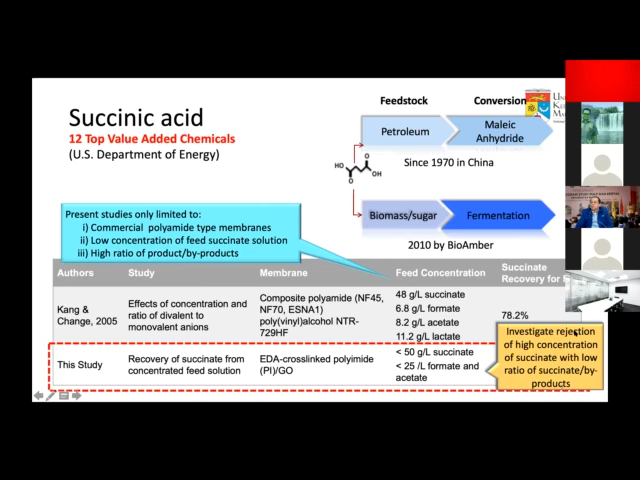 Succinic acid
12 Top Value Added Chemicals
(U.S. Department of Energy)
Feedstock
Conversion
Petroleum
Maleic
Anhydride
Since 1970 in China
HO
O
O
OH
Biomass/sugar
Fermentation
2010 by BioAmber
Present studies only limited to:
i) Commercial polyamide type membranes
ii) Low concentration of feed succinate solution
iii) High ratio of product/by-products
Authors
Study
Membrane
Feed Concentration
Succinate
Recovery for
Kang &
Change, 2005
Effects of concentration and
ratio of divalent to
monovalent anions
Composite polyamide (NF45,
NF70, ESNA1)
poly(vinyl)alcohol NTR-
729HF
48 g/L succinate
6.8 g/L formate
8.2 g/L acetate
11.2 g/L lactate
78.2%
This Study
Recovery of succinate from
concentrated feed solution
EDA-crosslinked polyimide
(PI)/GO
< 50 g/L succinate
< 25 /L formate and
acetate
Investigate rejection
of high concentration
of succinate with low
ratio of succinate/by-
products